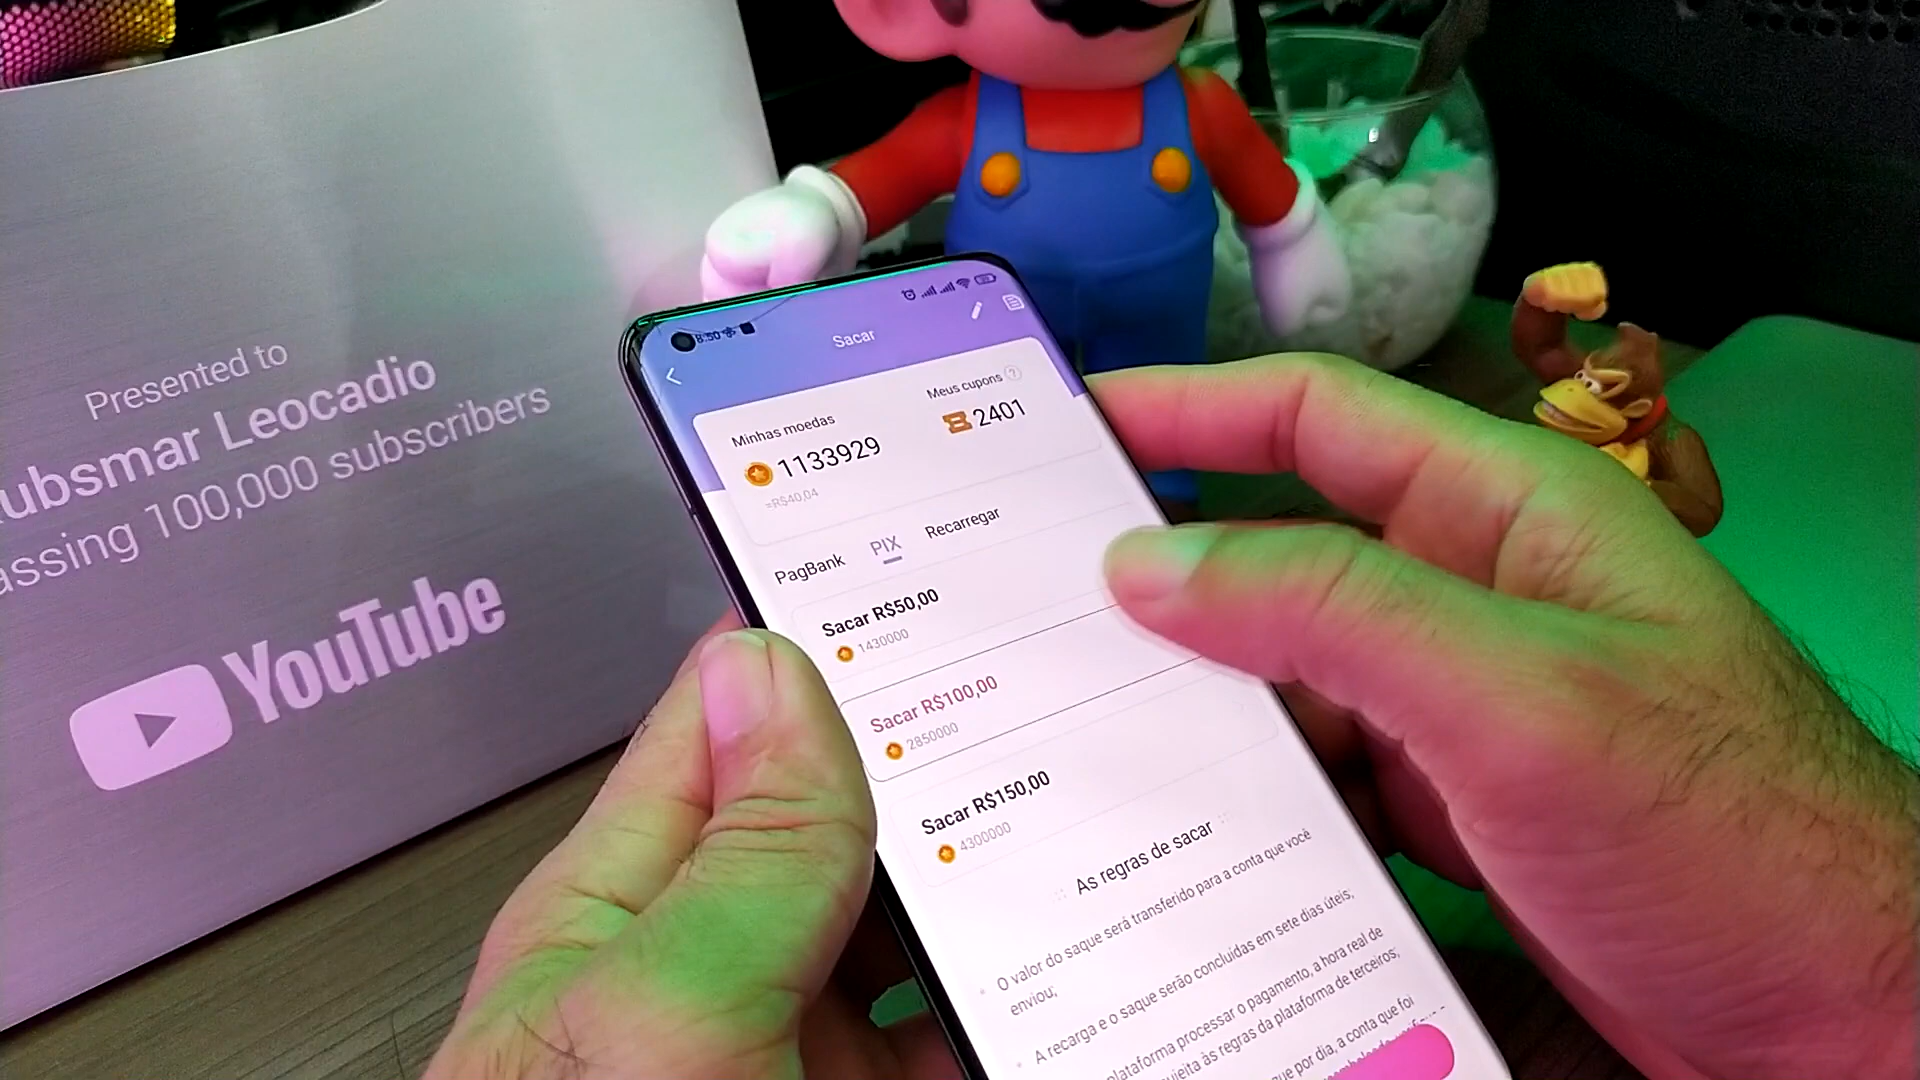 Presented to
ubsmar Leocadio
assing 100,000 subscribers
YouTube
8:50
Sacar
Minhas moedas
Meus cupons ?
1133929
2401
≈R$40,04
PagBank
PIX
Recarregar
Sacar R$50,00
1430000
Sacar R$100,00
2850000
Sacar R$150,00
4300000
As regras de sacar
O valor do saque será transferido para a conta que você
enviou;
A recarga e o saque serão concluídas em sete dias úteis;
plataforma processar o pagamento, a hora real de
ujeita às regras da plataforma de terceiros;
que por dia, a conta que foi